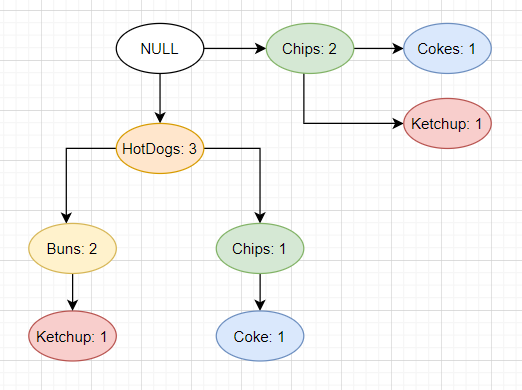 NULL
Chips: 2
Cokes: 1
Ketchup: 1
HotDogs: 3
Buns: 2
Chips: 1
Ketchup: 1
Coke: 1